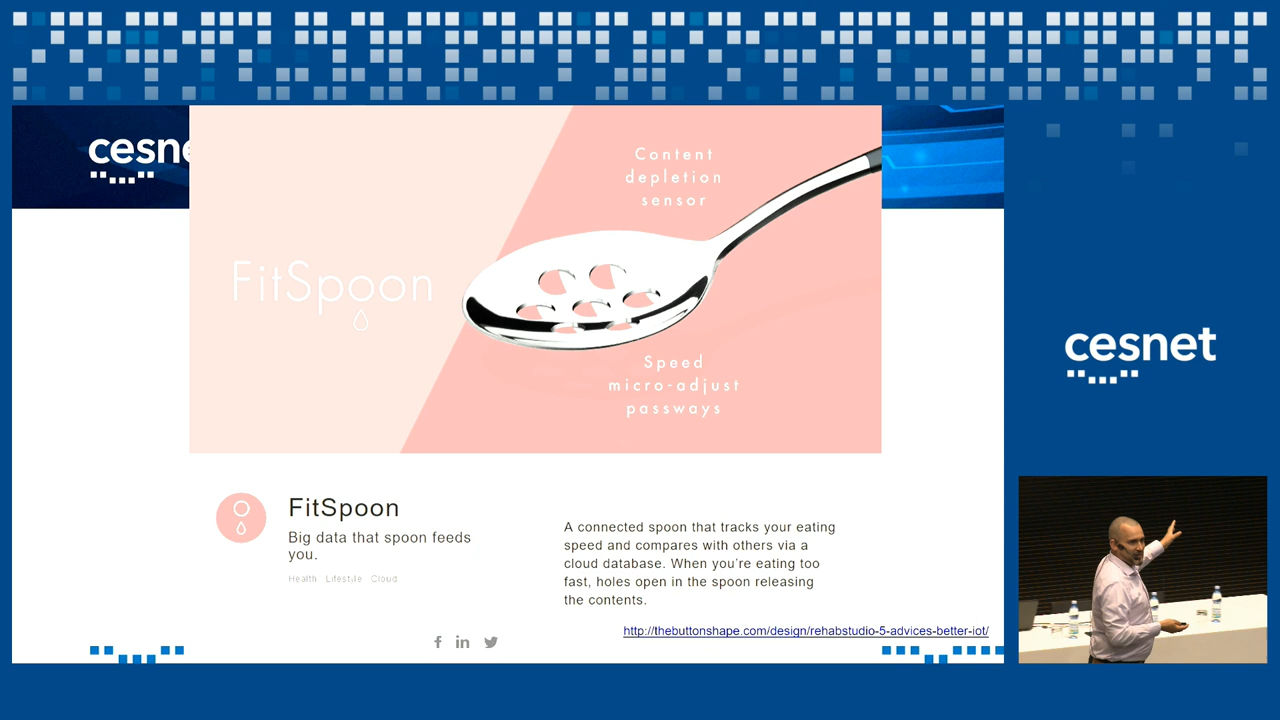 cesne
Content
depletion
sensor
FitSpoon
Speed
micro-adjust
passways
cesnet
FitSpoon
Big data that spoon feeds
you.
Health Lifestyle Cloud
A connected spoon that tracks your eating
speed and compares with others via a
cloud database. When you're eating too
fast, holes open in the spoon releasing
the contents.
http://thebuttonshape.com/design/rehabstudio-5-advices-better-iot/
f in